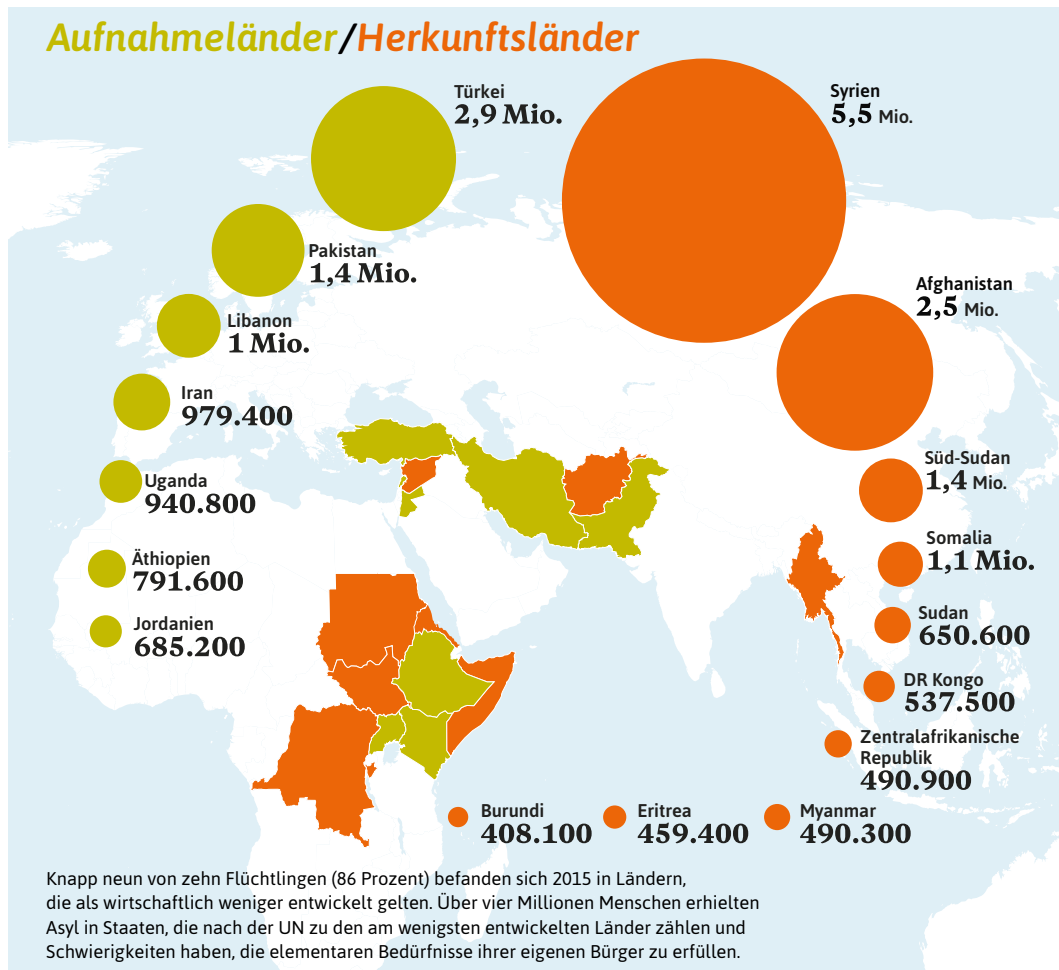 Aufnahmeländer/Herkunftsländer
Türkei
2,9 Mio.
Pakistan
1,4 Mio.
Libanon
1 Mio.
Iran
979.400
Uganda
940.800
Äthiopien
791.600
Jordanien
685.200
Syrien
5,5 Mio.
Afghanistan
2,5 Mio.
Süd-Sudan
1,4 Mio.
Somalia
1,1 Mio.
Sudan
650.600
DR Kongo
537.500
Zentralafrikanische
Republik
490.900
Burundi
408.100
Eritrea
459.400
Myanmar
490.300
Knapp neun von zehn Flüchtlingen (86 Prozent) befanden sich 2015 in Ländern,
die als wirtschaftlich weniger entwickelt gelten. Über vier Millionen Menschen erhielten
Asyl in Staaten, die nach der UN zu den am wenigsten entwickelten Länder zählen und
Schwierigkeiten haben, die elementaren Bedürfnisse ihrer eigenen Bürger zu erfüllen.